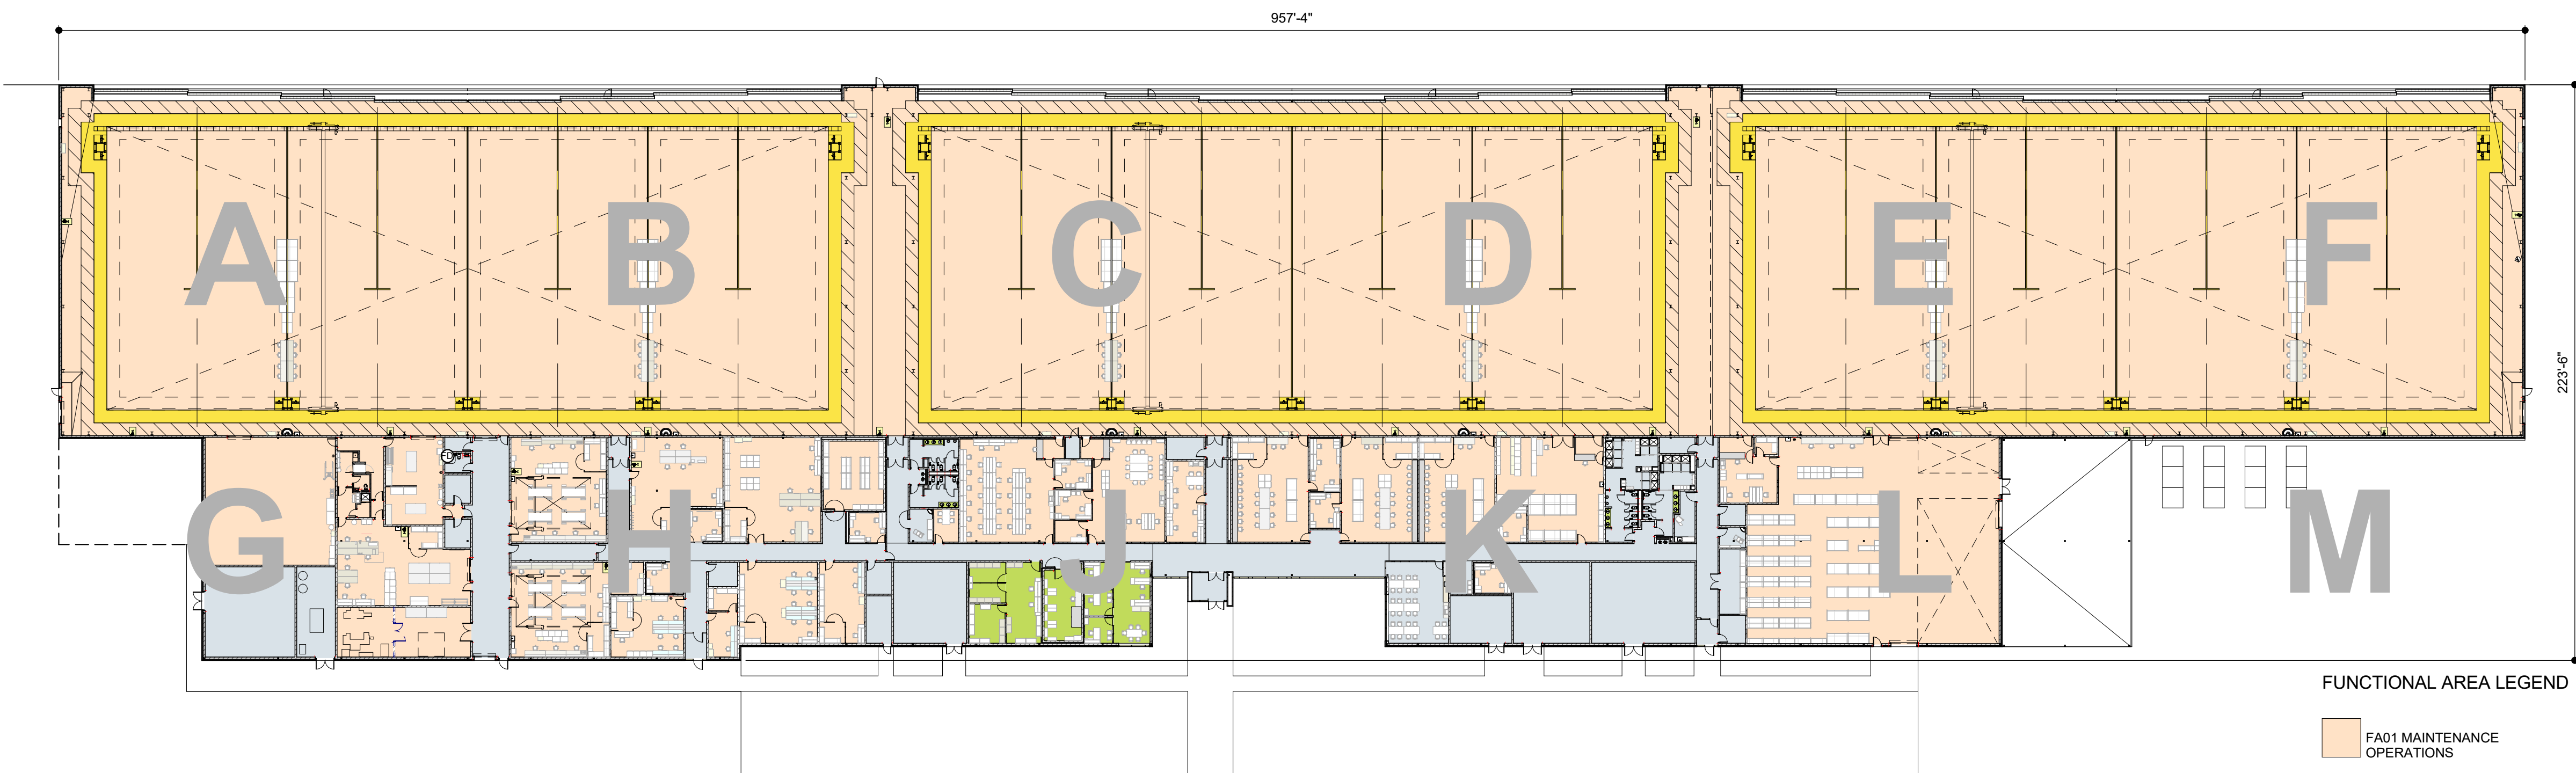 957'-4"
A
B
C
D
E
F
223'-6"
G
H
J
K
L
M
FUNCTIONAL AREA LEGEND
FA01 MAINTENANCE
OPERATIONS